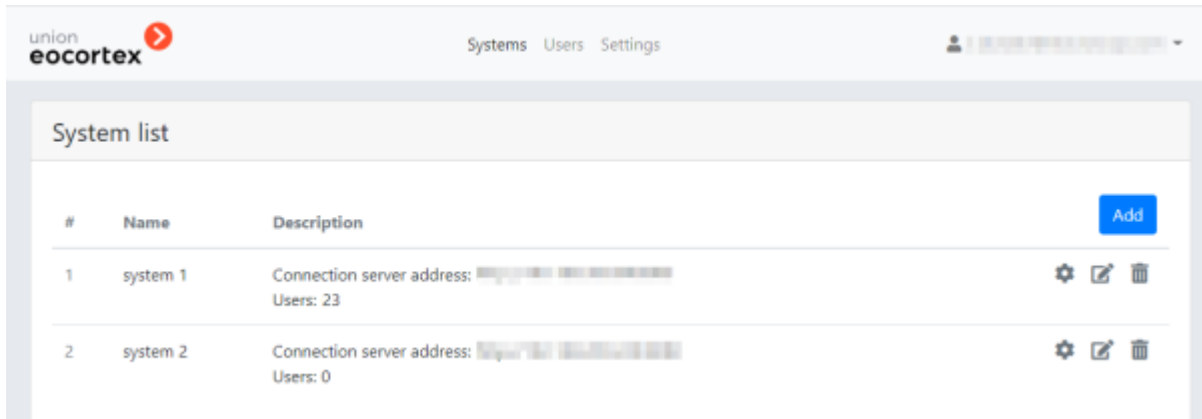 union
eocortex
Systems Users Settings
System list
# Name Description Add
1 system 1 Connection server address:
Users: 23
2 system 2 Connection server address:
Users: 0